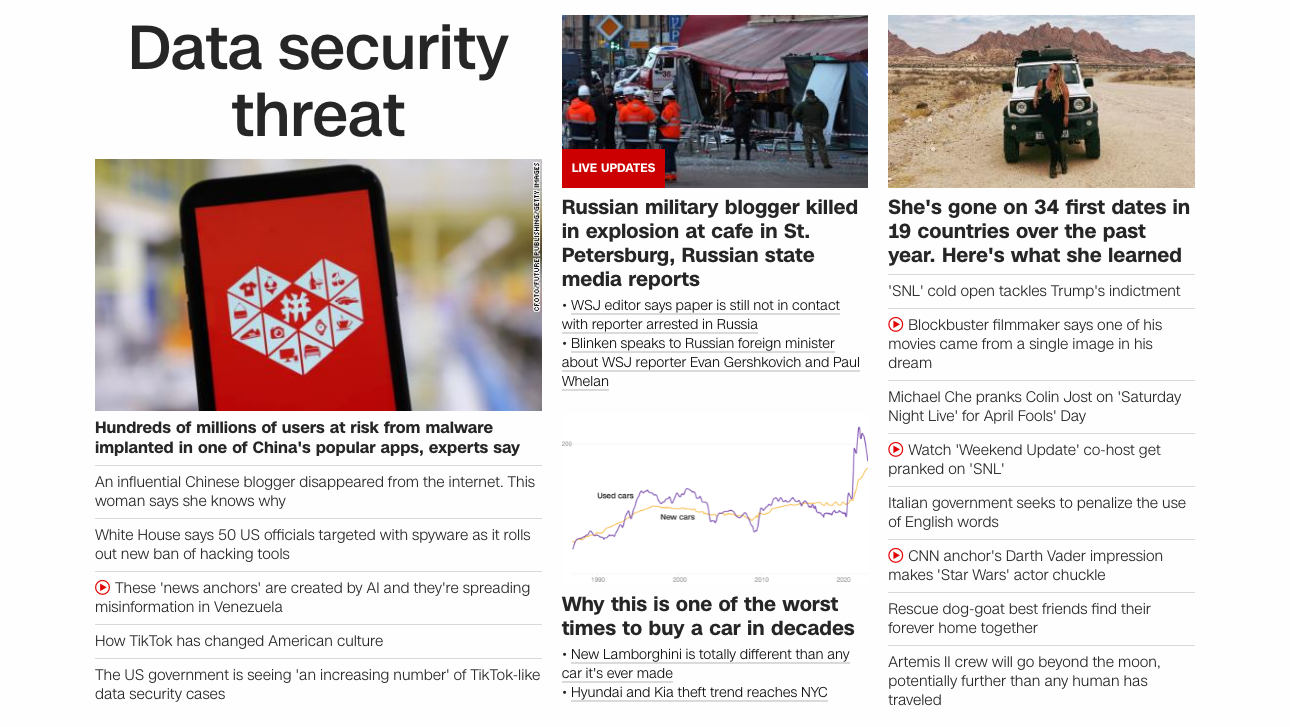 Data security
threat
CFOTO/FUTURE PUBLISHING/GETTY IMAGES
Hundreds of millions of users at risk from malware
implanted in one of China's popular apps, experts say
An influential Chinese blogger disappeared from the internet. This
woman says she knows why
White House says 50 US officials targeted with spyware as it rolls
out new ban of hacking tools
These 'news anchors' are created by AI and they're spreading
misinformation in Venezuela
How TikTok has changed American culture
The US government is seeing 'an increasing number' of TikTok-like
data security cases
LIVE UPDATES
Russian military blogger killed
in explosion at cafe in St.
Petersburg, Russian state
media reports
• WSJ editor says paper is still not in contact
with reporter arrested in Russia
• Blinken speaks to Russian foreign minister
about WSJ reporter Evan Gershkovich and Paul
Whelan
200
Used cars
New cars
1990 2000 2010 2020
Why this is one of the worst
times to buy a car in decades
• New Lamborghini is totally different than any
car it's ever made
• Hyundai and Kia theft trend reaches NYC
She's gone on 34 first dates in
19 countries over the past
year. Here's what she learned
'SNL' cold open tackles Trump's indictment
Blockbuster filmmaker says one of his
movies came from a single image in his
dream
Michael Che pranks Colin Jost on 'Saturday
Night Live' for April Fools' Day
Watch 'Weekend Update' co-host get
pranked on 'SNL'
Italian government seeks to penalize the use
of English words
CNN anchor's Darth Vader impression
makes 'Star Wars' actor chuckle
Rescue dog-goat best friends find their
forever home together
Artemis II crew will go beyond the moon,
potentially further than any human has
traveled